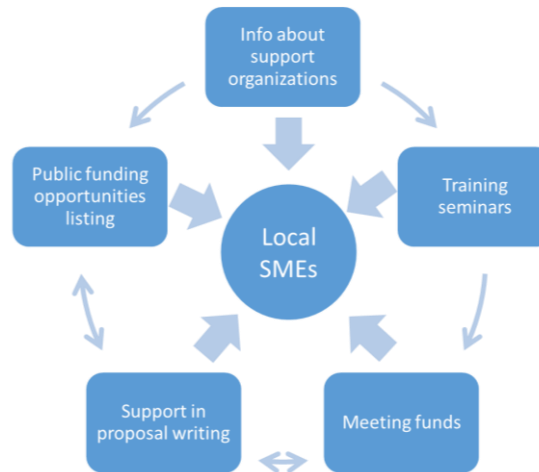 Info about
support
organizations
Public funding
opportunities
listing
Training
seminars
Local
SMEs
Support in
proposal writing
Meeting funds